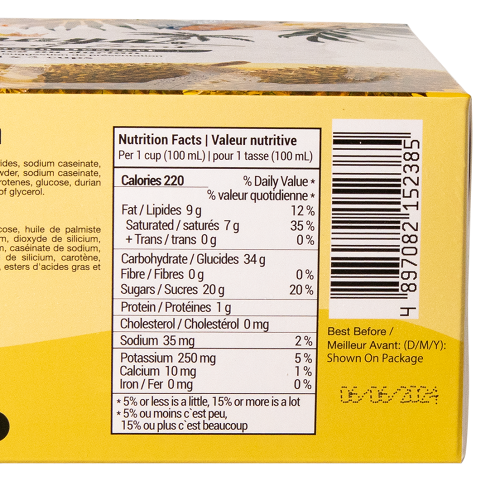 ides, sodium caseinate,
wder, sodium caseinate,
rotenes, glucose, durian
of glycerol.
cose, huile de palmiste
m, dioxyde de silicium,
m, caséinate de sodium,
de silicium, carotène,
, esters d'acides gras et
Nutrition Facts | Valeur nutritive
Per 1 cup (100 mL) | pour 1 tasse (100 mL)
Calories 220 % Daily Value *
% valeur quotidienne *
Fat / Lipides 9 g 12 %
Saturated / saturés 7 g 35 %
+ Trans / trans 0 g 0 %
Carbohydrate / Glucides 34 g
Fibre / Fibres 0 g 0 %
Sugars / Sucres 20 g 20 %
Protein / Protéines 1 g
Cholesterol / Cholestérol 0 mg
Sodium 35 mg 2 %
Potassium 250 mg 5 %
Calcium 10 mg 1 %
Iron / Fer 0 mg 0 %
* 5% or less is a little, 15% or more is a lot
* 5% ou moins c`est peu,
15% ou plus c`est beaucoup
4 897082 152385
Best Before /
Meilleur Avant: (D/M/Y):
Shown On Package
06/06/2024